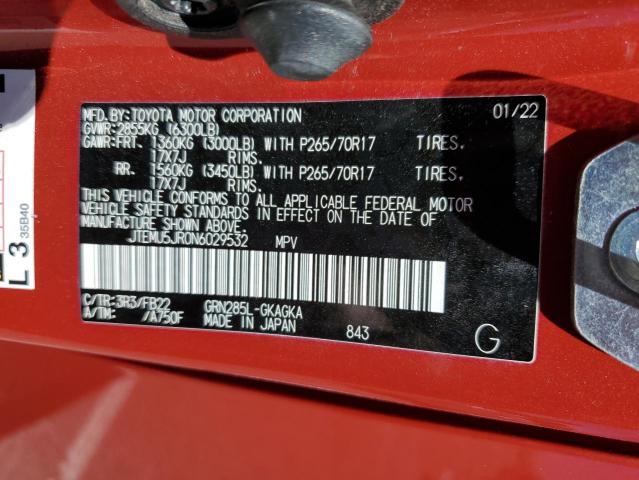 MFD.BY:TOYOTA MOTOR CORPORATION 01/22
GVWR:2855KG (6300LB)
GAWR:FRT. 1360KG (3000LB) WITH P265/70R17 TIRES,
17X7J RIMS.
RR. 1560KG (3450LB) WITH P265/70R17 TIRES,
17X7J RIMS.
THIS VEHICLE CONFORMS TO ALL APPLICABLE FEDERAL MOTOR
VEHICLE SAFETY STANDARDS IN EFFECT ON THE DATE OF
MANUFACTURE SHOWN ABOVE.
JTEMU5JR0N6029532 MPV
C/TR:3R3/FB22 GRN285L-GKAGKA
A/TM: /A750F MADE IN JAPAN 843
G
L 3
35B40